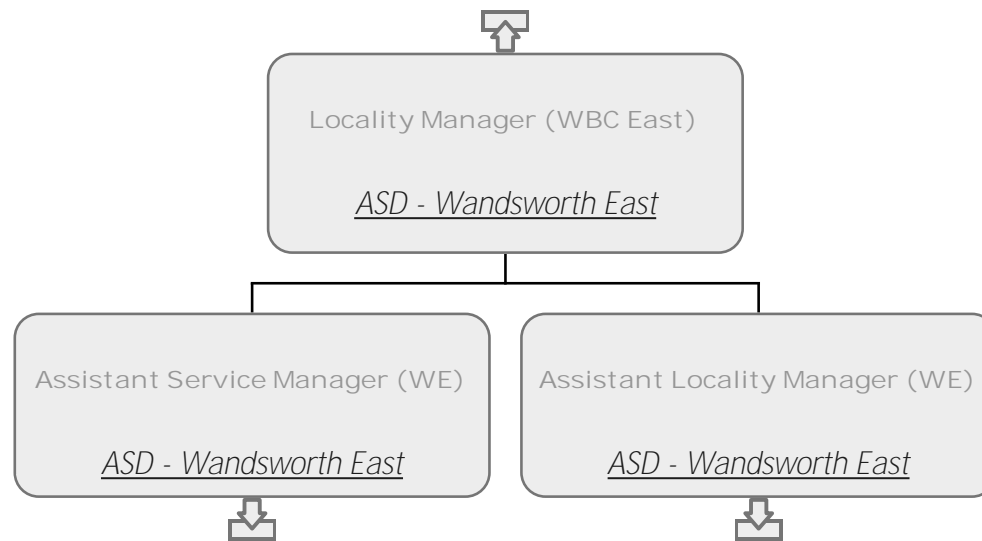 Locality Manager (WBC East)
ASD - Wandsworth East
Assistant Service Manager (WE)
ASD - Wandsworth East
Assistant Locality Manager (WE)
ASD - Wandsworth East